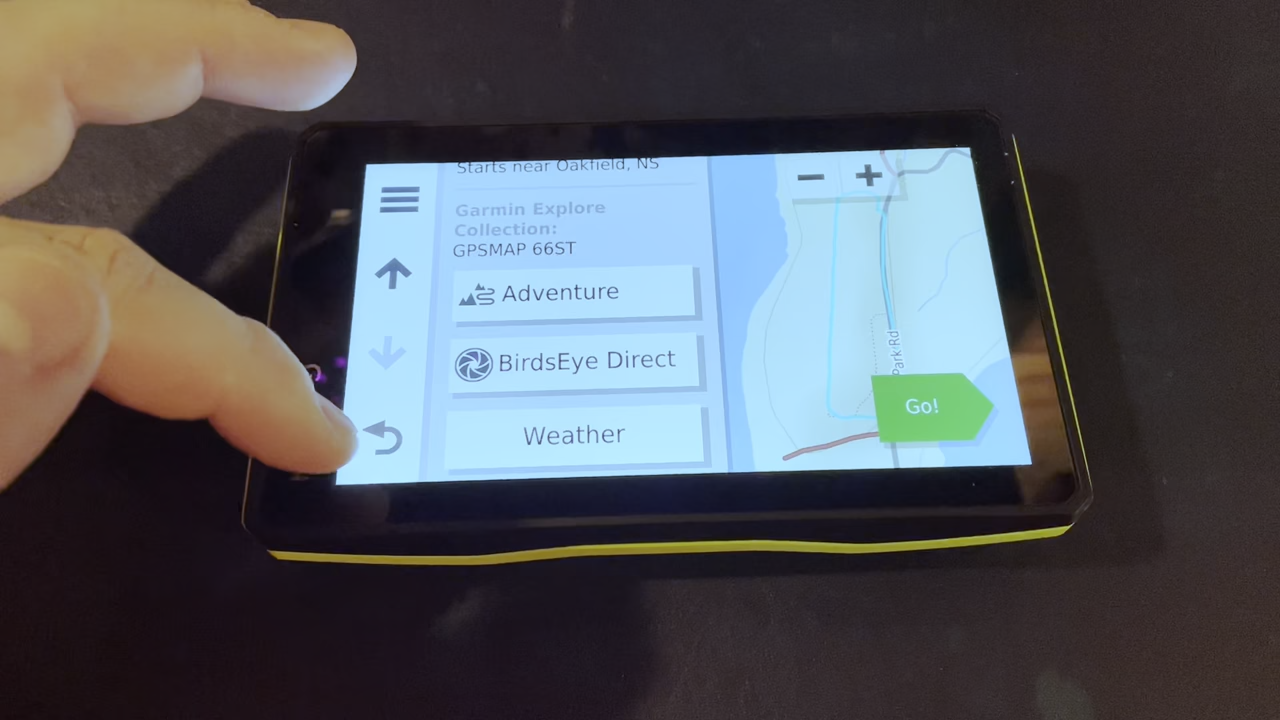 Starts near Oakfield, NS
Garmin Explore
Collection:
GPSMAP 66ST
Adventure
BirdsEye Direct
Weather
Park Rd
Go!